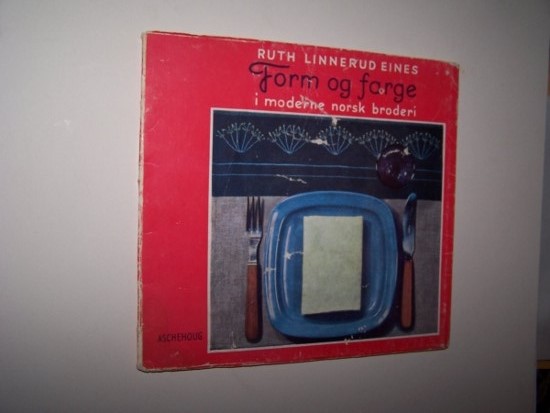 RUTH LINNERUD EINES
Form og farge
i moderne norsk broderi
ASCHEHOUG